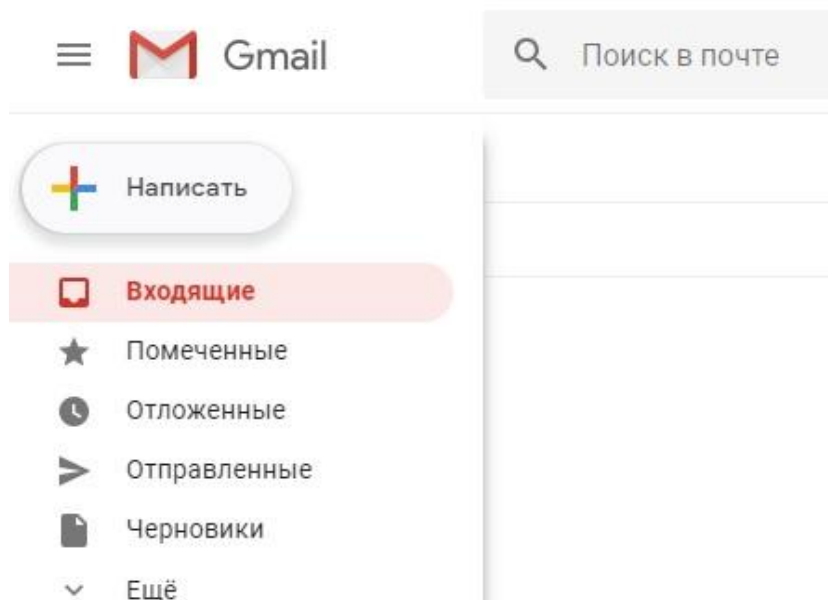 Gmail
Поиск в почте
Написать
Входящие
Помеченные
Отложенные
Отправленные
Черновики
Ещё